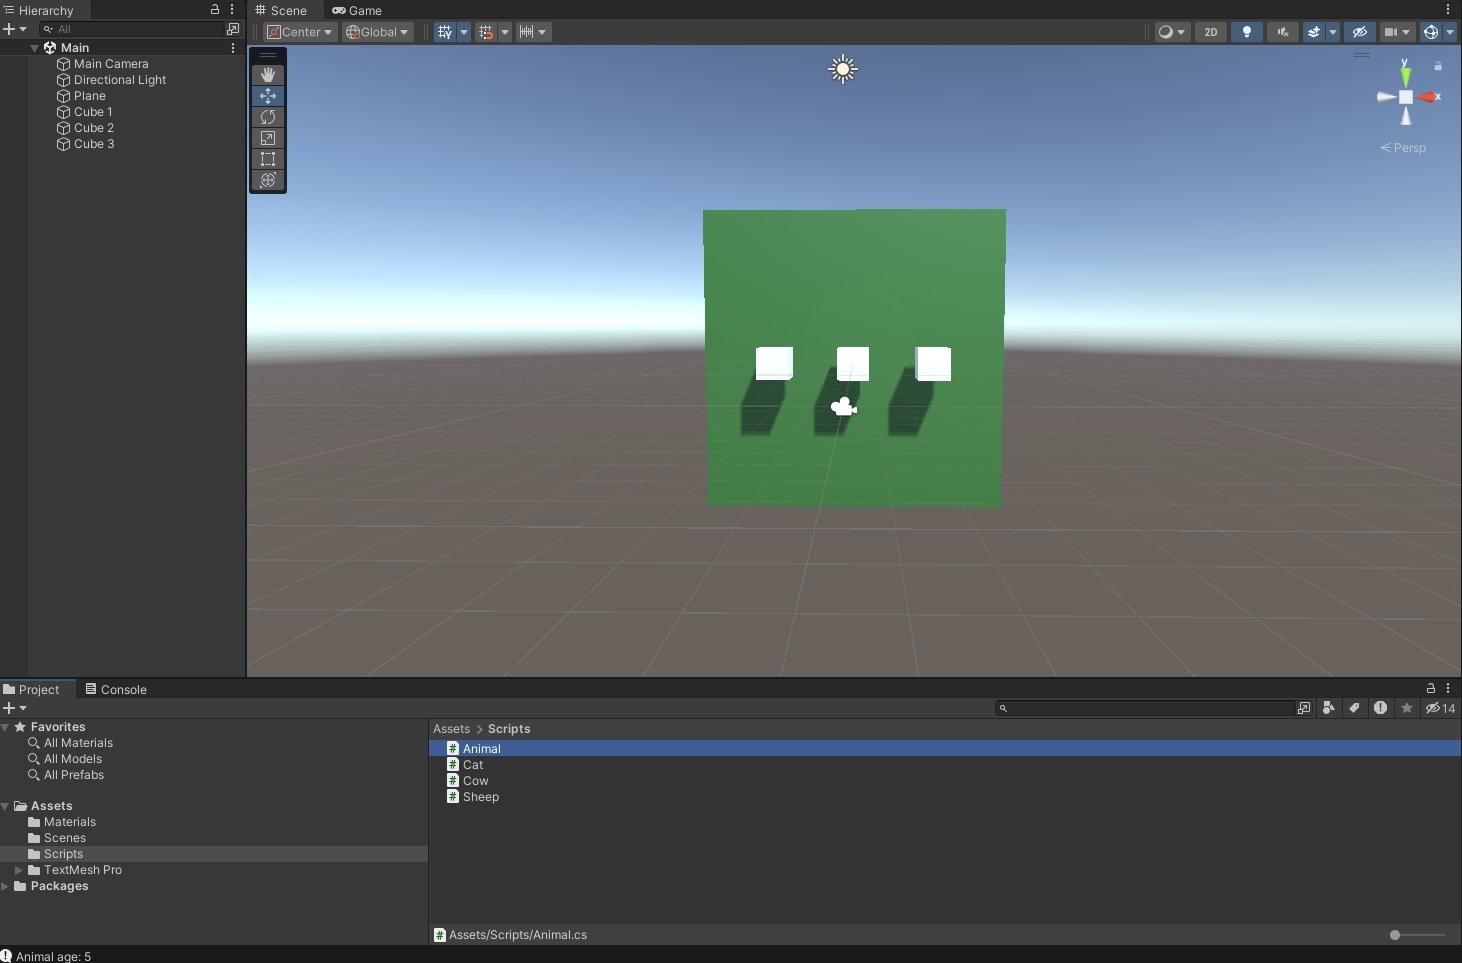 Hierarchy
Scene
Game
All
Center
Global
2D
Main
Main Camera
Directional Light
Plane
Cube 1
Cube 2
Cube 3
y
x
Persp
Project
Console
14
Favorites
All Materials
All Models
All Prefabs
Assets
Materials
Scenes
Scripts
TextMesh Pro
Packages
Assets > Scripts
Animal
Cat
Cow
Sheep
Assets/Scripts/Animal.cs
Animal age: 5